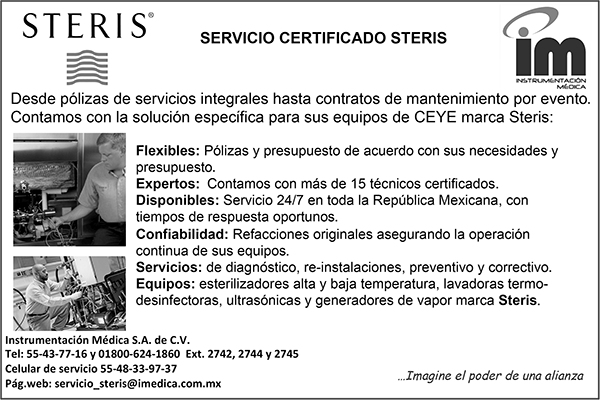 STERIS®
SERVICIO CERTIFICADO STERIS
im
INSTRUMENTACIÓN
MÉDICA
Desde pólizas de servicios integrales hasta contratos de mantenimiento por evento.
Contamos con la solución específica para sus equipos de CEYE marca Steris:
Flexibles: Pólizas y presupuesto de acuerdo con sus necesidades y
presupuesto.
Expertos: Contamos con más de 15 técnicos certificados.
Disponibles: Servicio 24/7 en toda la República Mexicana, con
tiempos de respuesta oportunos.
Confiabilidad: Refacciones originales asegurando la operación
continua de sus equipos.
Servicios: de diagnóstico, re-instalaciones, preventivo y correctivo.
Equipos: esterilizadores alta y baja temperatura, lavadoras termo-
desinfectoras, ultrasónicas y generadores de vapor marca Steris.
Instrumentación Médica S.A. de C.V.
Tel: 55-43-77-16 y 01800-624-1860 Ext. 2742, 2744 y 2745
Celular de servicio 55-48-33-97-37
Pág.web: servicio_steris@imedica.com.mx
...Imagine el poder de una alianza